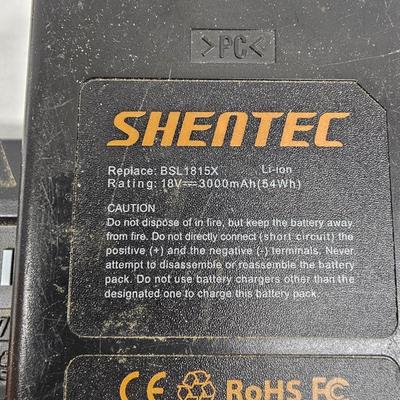 >PC<
SHENTEC
Replace: BSL1815X Li-ion
Rating: 18V⎓3000mAh(54Wh)
CAUTION
Do not dispose of in fire, but keep the battery away
from fire. Do not directly connect (short circuit) the
positive (+) and the negative (-) terminals. Never
attempt to disassemble or reassemble the battery
pack. Do not use battery chargers other than the
designated one to charge this battery pack.
CE RoHS FC